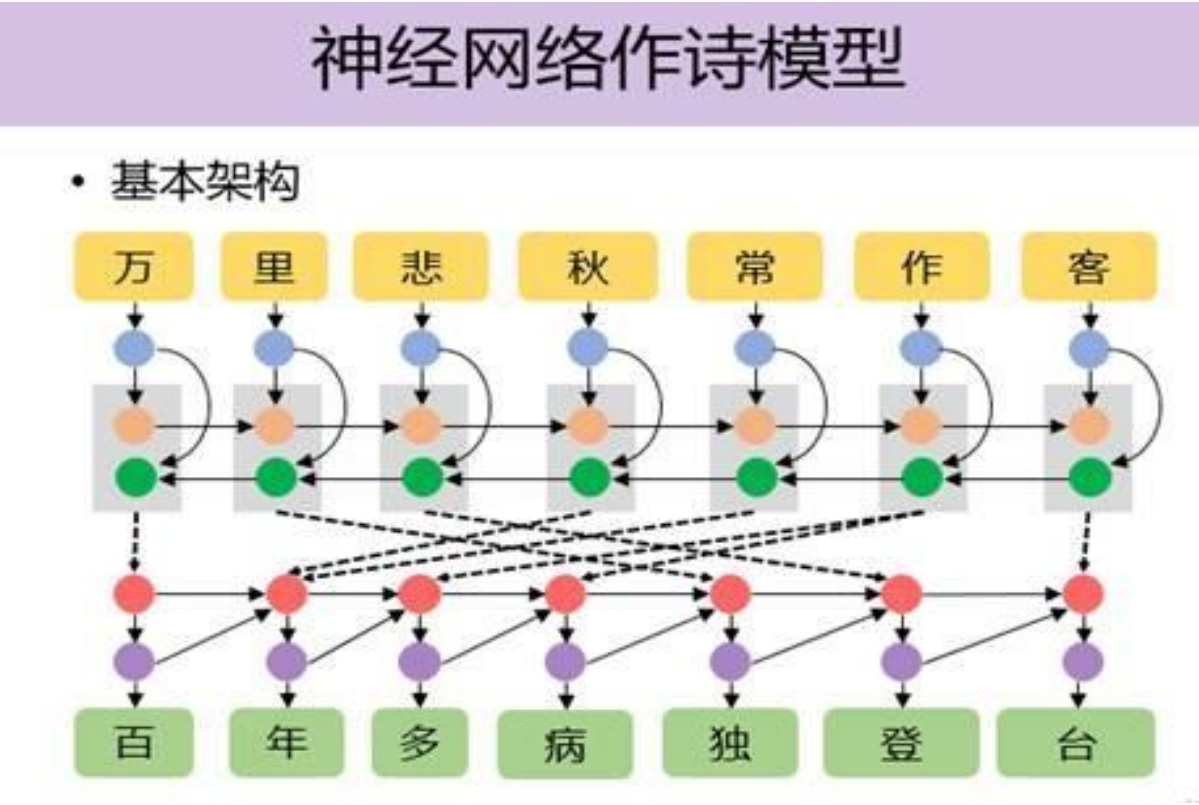 神经网络作诗模型
• 基本架构
万 里 悲 秋 常 作 客
百 年 多 病 独 登 台